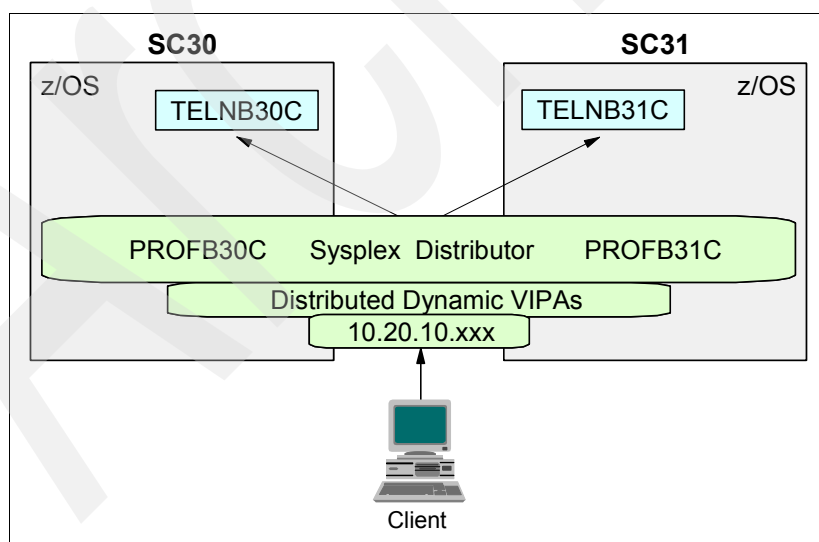 SC30 SC31
z/OS z/OS
TELNB30C TELNB31C
PROFB30C Sysplex Distributor PROFB31C
Distributed Dynamic VIPAs
10.20.10.xxx
Client